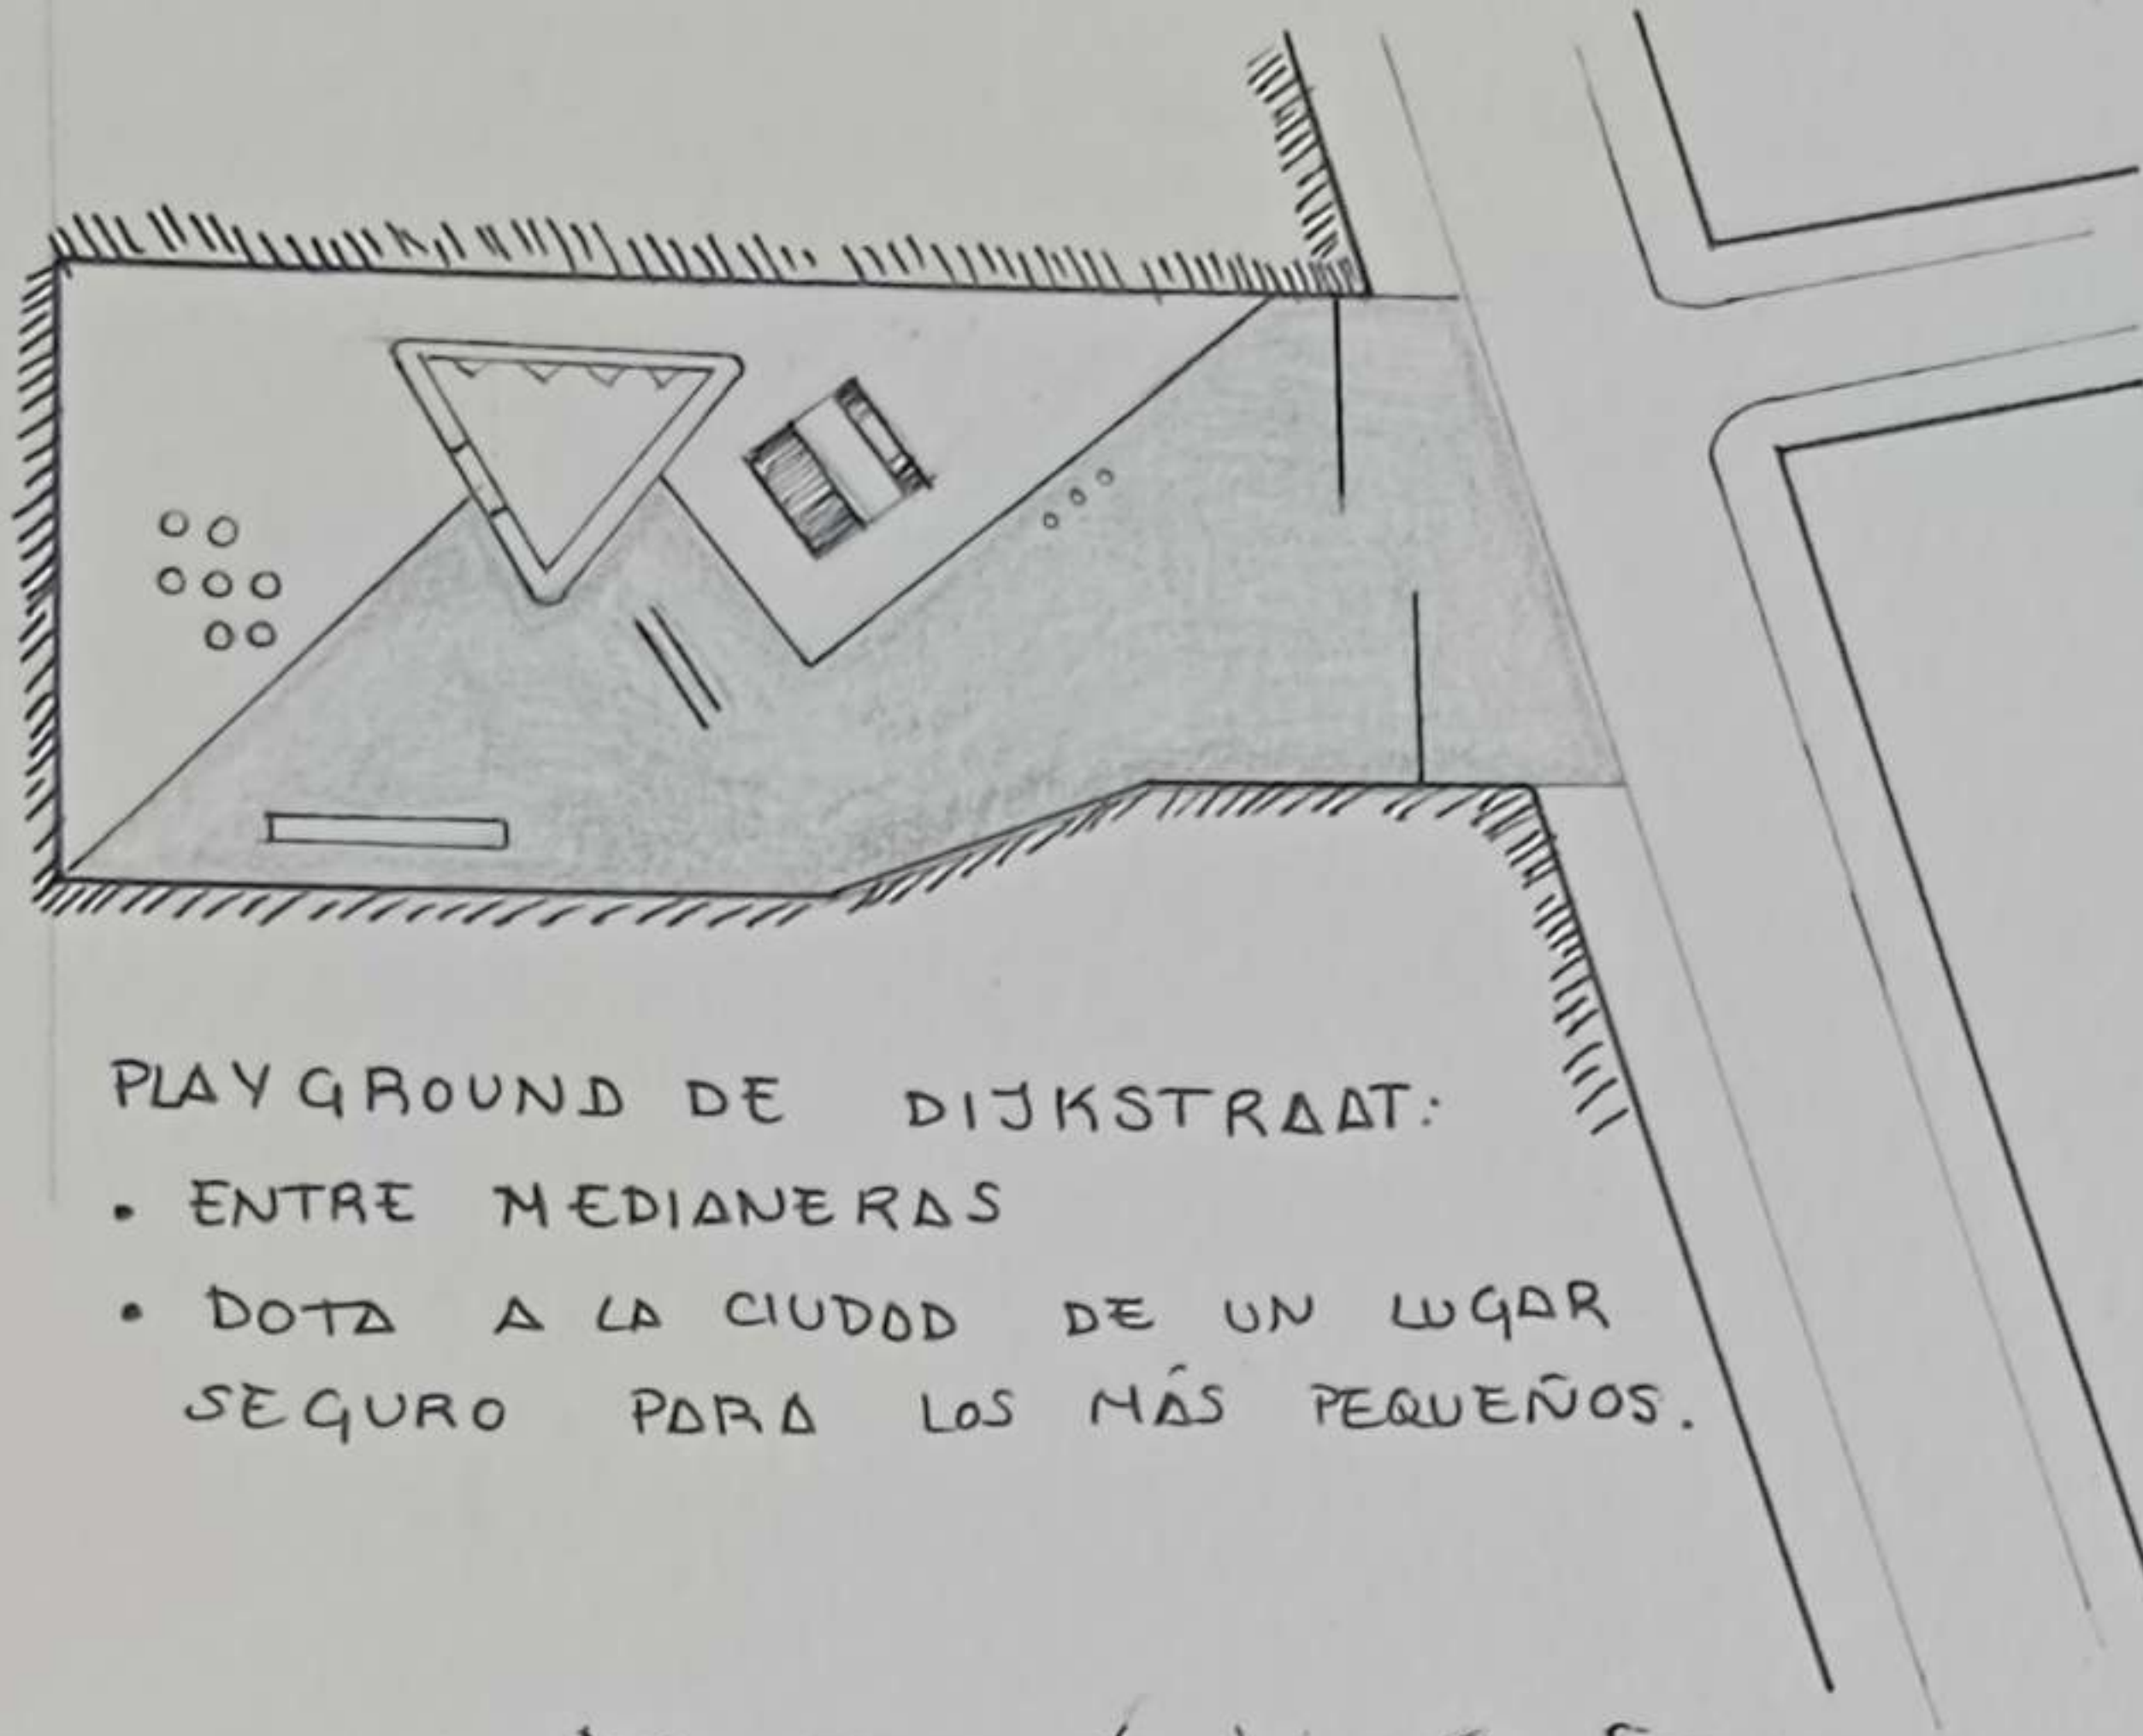 PLAYGROUND DE DIJKSTRAAT:
• ENTRE MEDIANERAS
• DOTA A LA CIUDAD DE UN LUGAR
SEGURO PARA LOS MÁS PEQUEÑOS.